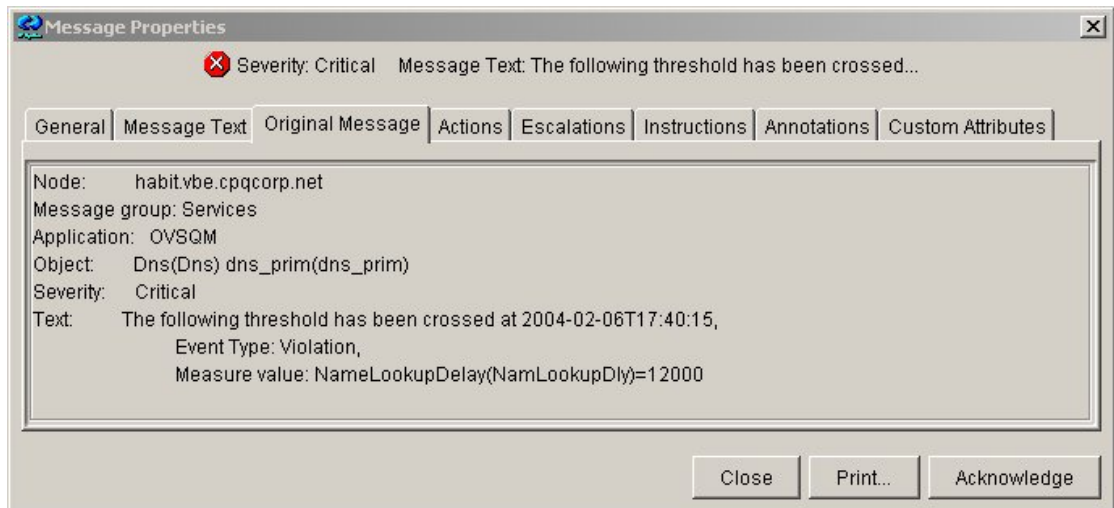 Message Properties
Severity: Critical Message Text: The following threshold has been crossed...
General Message Text Original Message Actions Escalations Instructions Annotations Custom Attributes
Node: habit.vbe.cpqcorp.net
Message group: Services
Application: OVSQM
Object: Dns(Dns) dns_prim(dns_prim)
Severity: Critical
Text: The following threshold has been crossed at 2004-02-06T17:40:15,
Event Type: Violation,
Measure value: NameLookupDelay(NamLookupDly)=12000
Close Print... Acknowledge